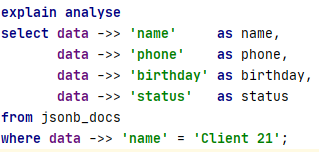 explain analyse
select data ->> 'name'     as name,
       data ->> 'phone'    as phone,
       data ->> 'birthday' as birthday,
       data ->> 'status'   as status
from jsonb_docs
where data ->> 'name' = 'Client 21';